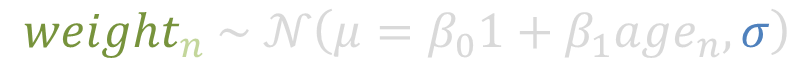 weightₙ ~ 𝒩(μ = β₀1 + β₁ageₙ, σ)